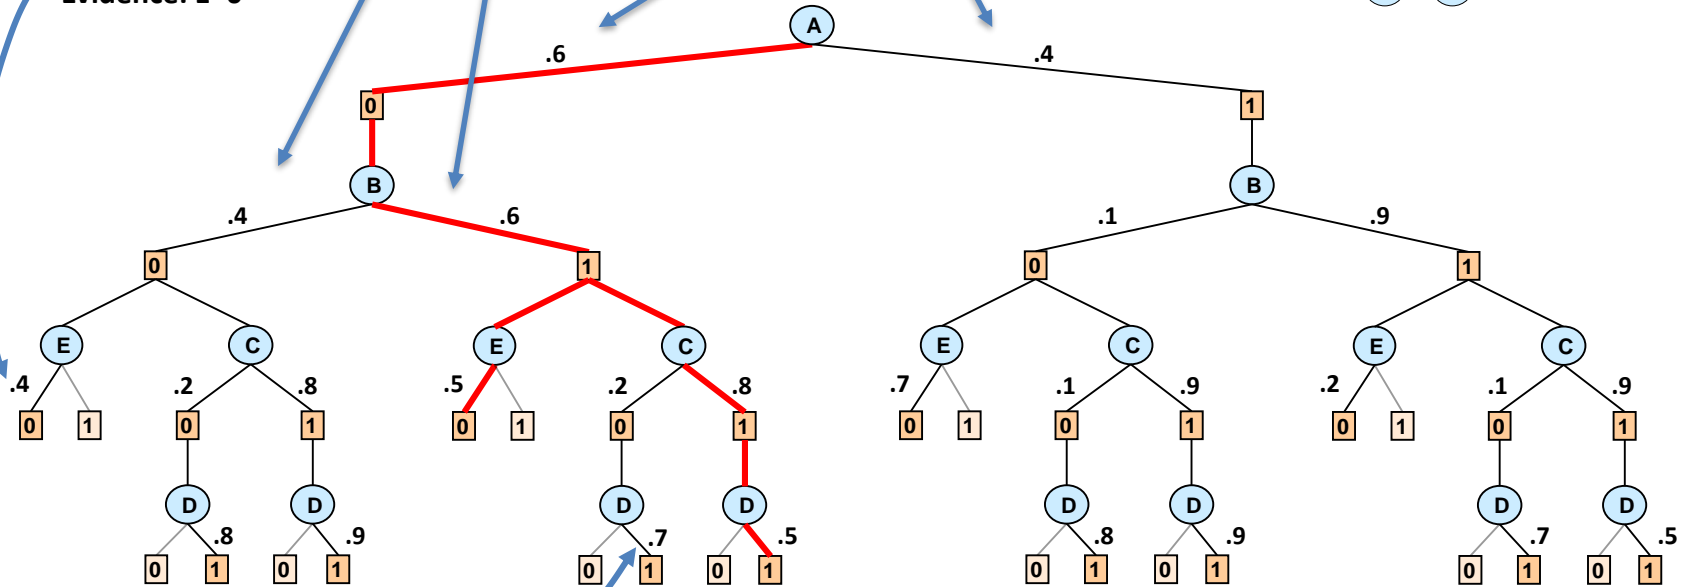 Evidence: E=0
A
.6 .4
0 1
B B
.4 .6 .1 .9
0 1 0 1
E C E C E C E C
.4 .2 .8 .5 .2 .8 .7 .1 .9 .2 .1 .9
0 1 0 1 0 1 0 1 0 1 0 1 0 1 0 1
D D D D D D D D
.8 .9 .7 .5 .8 .9 .7 .5
0 1 0 1 0 1 0 1 0 1 0 1 0 1 0 1